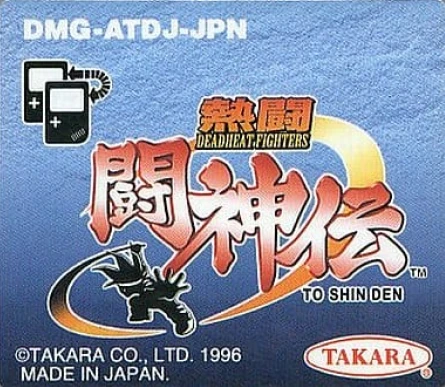 DMG-ATDJ-JPN
熱闘
DEADHEAT FIGHTERS
闘神伝
TM
TO SHIN DEN
©TAKARA CO., LTD. 1996
MADE IN JAPAN.
TAKARA®